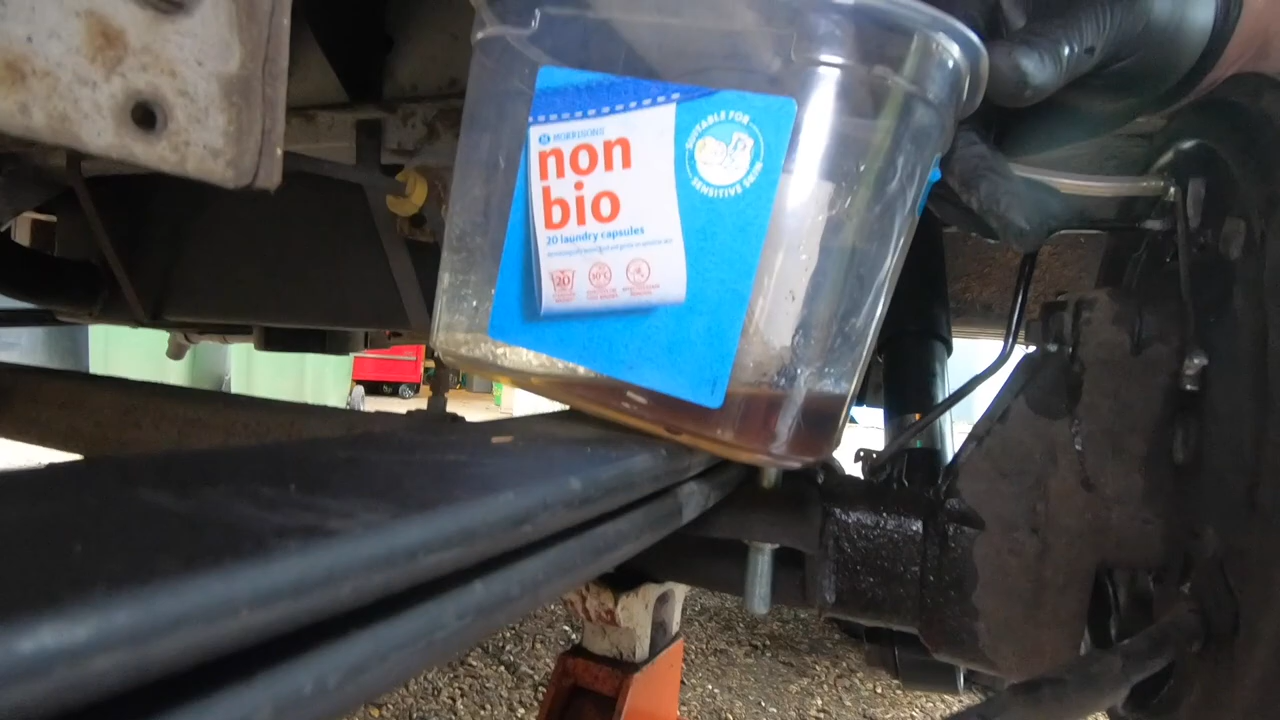 MORRISONS
non
bio
20 laundry capsules
SUITABLE FOR
SENSITIVE SKIN
20
30°C